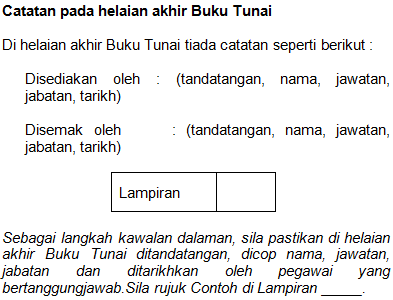 Catatan pada helaian akhir Buku Tunai
Di helaian akhir Buku Tunai tiada catatan seperti berikut :
Disediakan oleh : (tandatangan, nama, jawatan,
jabatan, tarikh)
Disemak oleh : (tandatangan, nama, jawatan,
jabatan, tarikh)
Lampiran
Sebagai langkah kawalan dalaman, sila pastikan di helaian
akhir Buku Tunai ditandatangan, dicop nama, jawatan,
jabatan dan ditarikhkan oleh pegawai yang
bertanggungjawab.Sila rujuk Contoh di Lampiran _____.